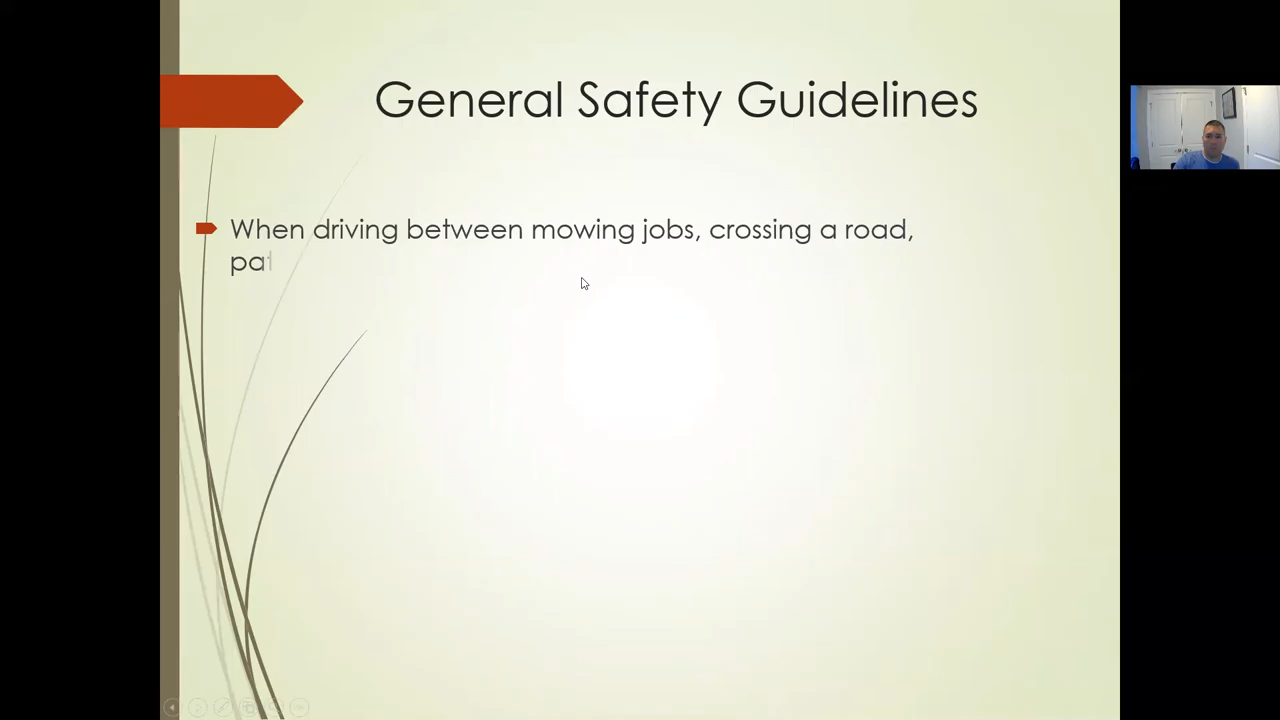 General Safety Guidelines
When driving between mowing jobs, crossing a road,
pat